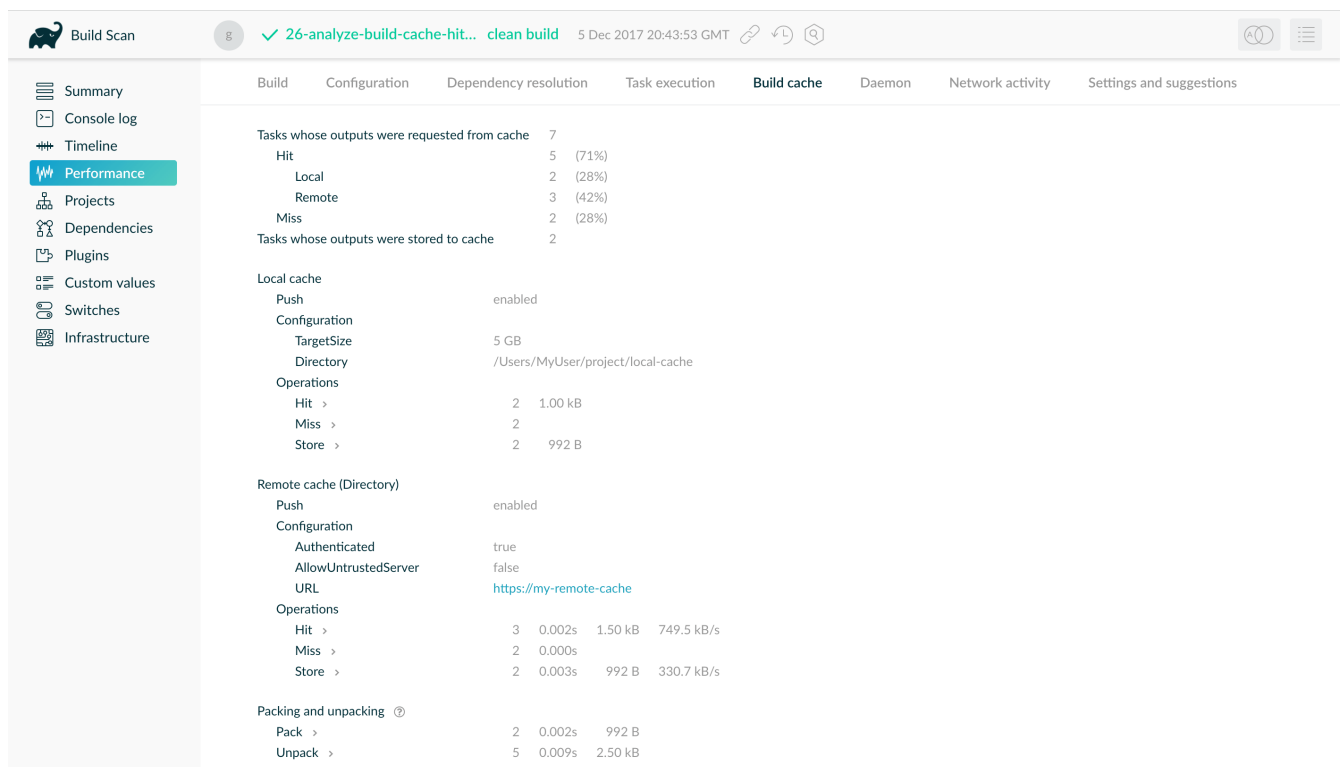 Build Scan
g 26-analyze-build-cache-hit... clean build 5 Dec 2017 20:43:53 GMT
Summary
Console log
Timeline
Performance
Projects
Dependencies
Plugins
Custom values
Switches
Infrastructure
Build Configuration Dependency resolution Task execution Build cache Daemon Network activity Settings and suggestions
Tasks whose outputs were requested from cache 7
Hit 5 (71%)
Local 2 (28%)
Remote 3 (42%)
Miss 2 (28%)
Tasks whose outputs were stored to cache 2
Local cache
Push enabled
Configuration
TargetSize 5 GB
Directory /Users/MyUser/project/local-cache
Operations
Hit > 2 1.00 kB
Miss > 2
Store > 2 992 B
Remote cache (Directory)
Push enabled
Configuration
Authenticated true
AllowUntrustedServer false
URL https://my-remote-cache
Operations
Hit > 3 0.002s 1.50 kB 749.5 kB/s
Miss > 2 0.000s
Store > 2 0.003s 992 B 330.7 kB/s
Packing and unpacking ?
Pack > 2 0.002s 992 B
Unpack > 5 0.009s 2.50 kB